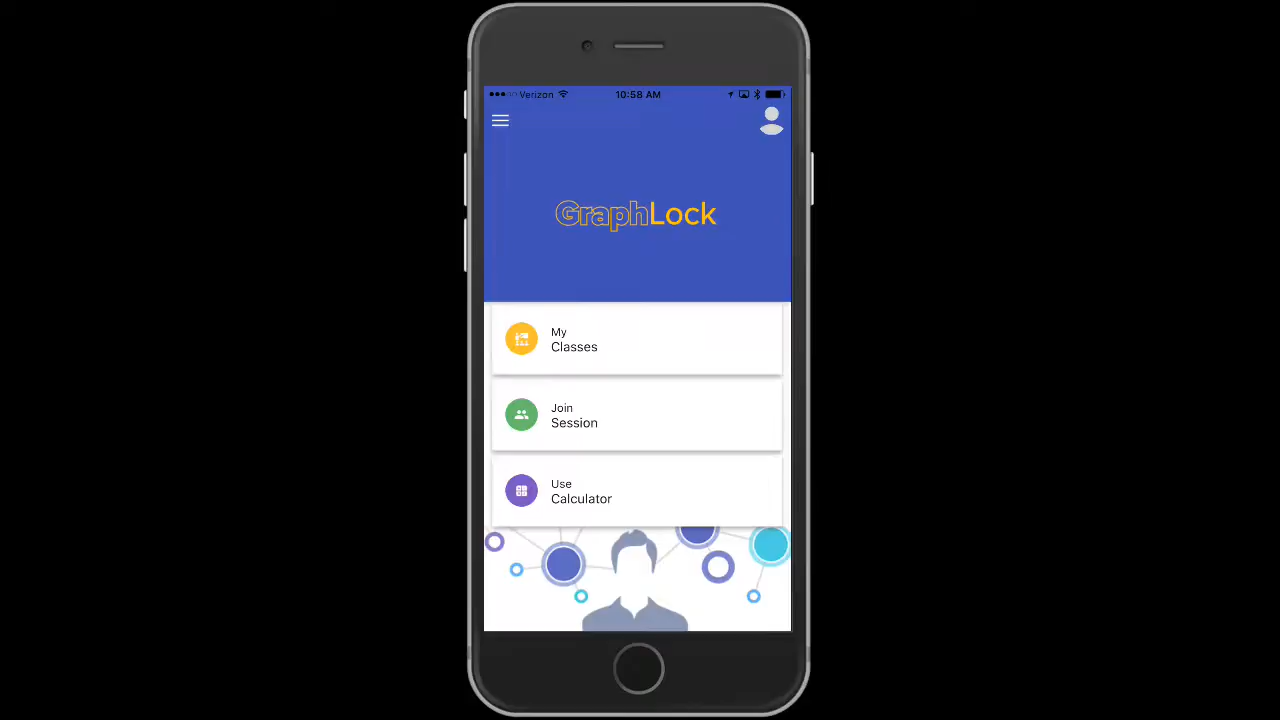 Verizon 10:58 AM
GraphLock
My
Classes
Join
Session
Use
Calculator